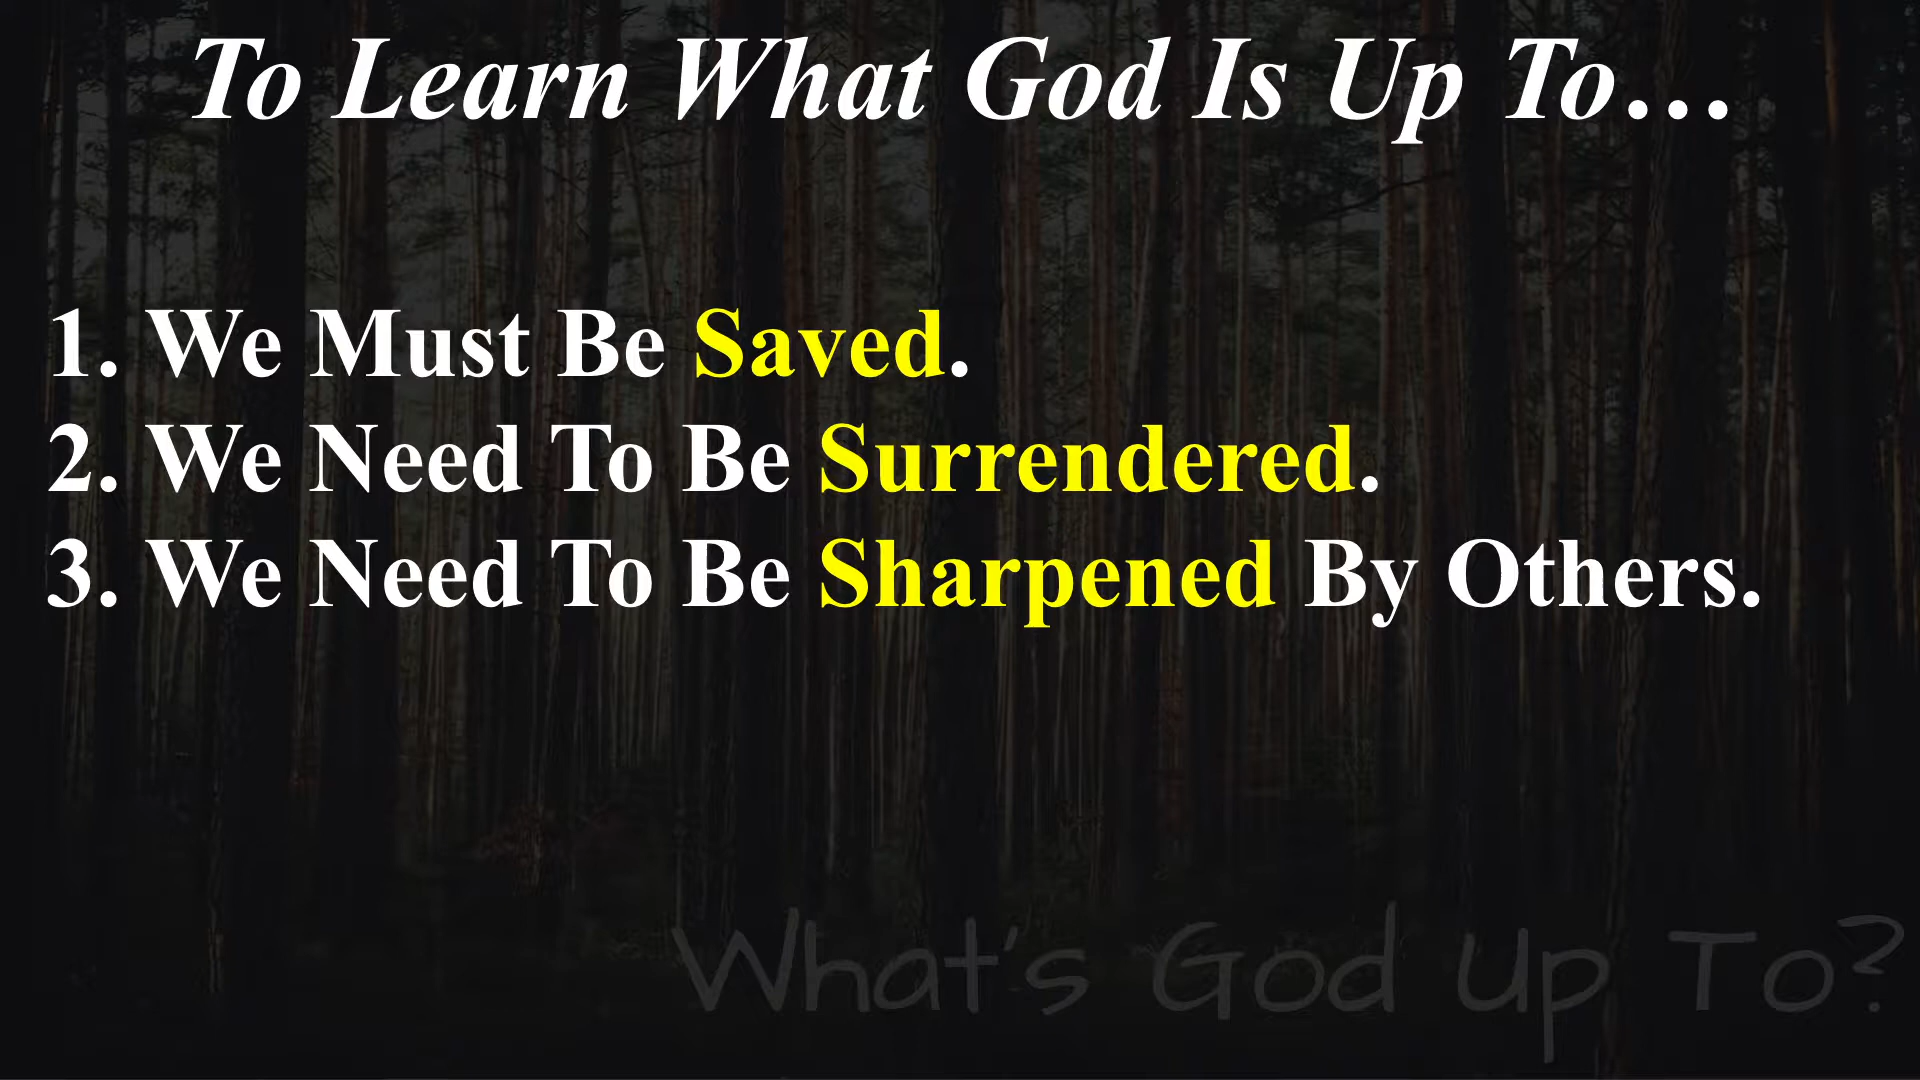 To Learn What God Is Up To…
1. We Must Be Saved.
2. We Need To Be Surrendered.
3. We Need To Be Sharpened By Others.
What's God Up To?